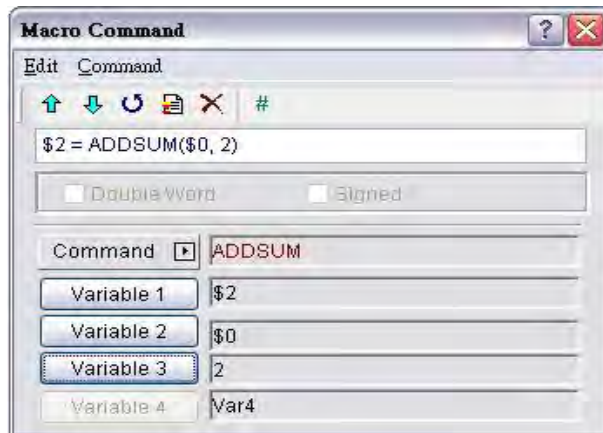 Macro Command
Edit Command
#
$2 = ADDSUM($0, 2)
Double Word Signed
Command ADDSUM
Variable 1 $2
Variable 2 $0
Variable 3 2
Variable 4 Var4